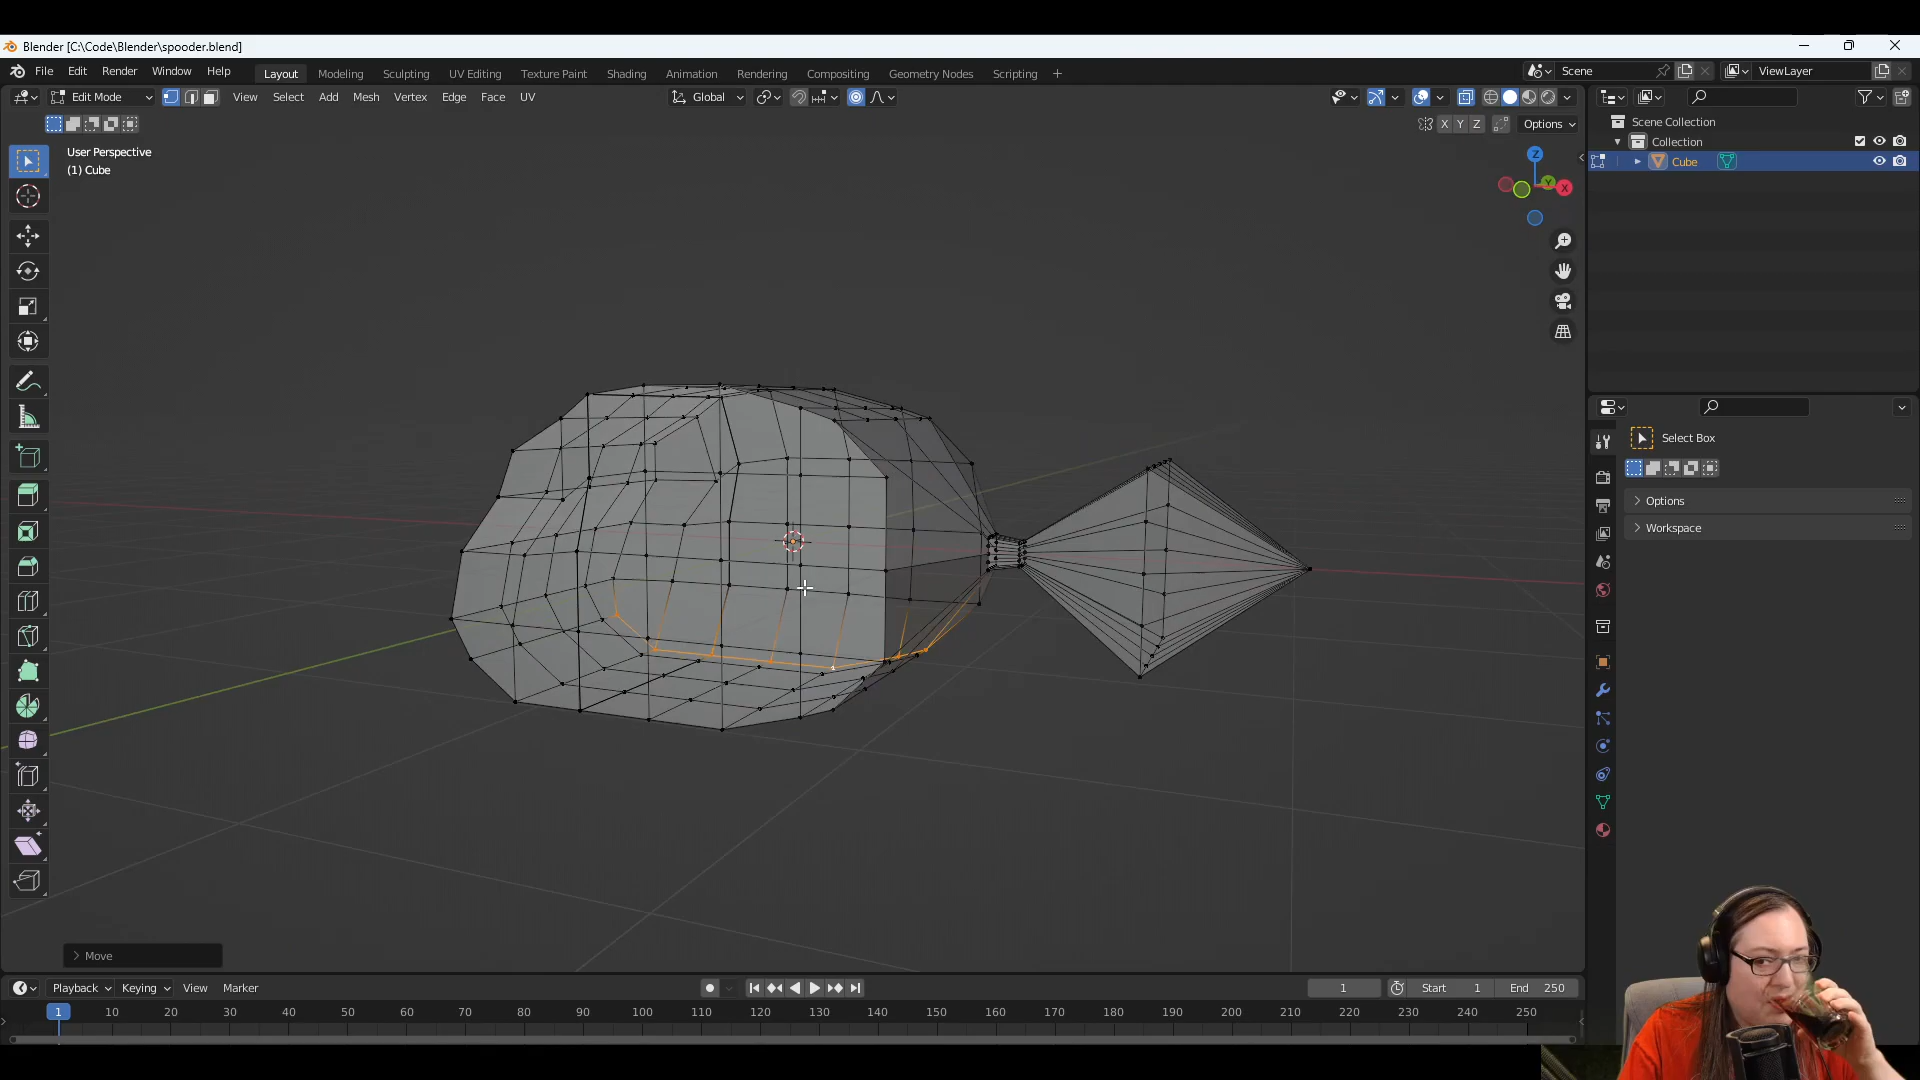 Blender [C:\Code\Blender\spooder.blend]
File Edit Render Window Help Layout Modeling Sculpting UV Editing Texture Paint Shading Animation Rendering Compositing Geometry Nodes Scripting + Scene ViewLayer
Edit Mode View Select Add Mesh Vertex Edge Face UV Global
X Y Z Options
User Perspective
(1) Cube
Z
Y
X
Scene Collection
Collection
Cube
Select Box
Options
Workspace
Move
Playback Keying View Marker 1 Start 1 End 250
1 10 20 30 40 50 60 70 80 90 100 110 120 130 140 150 160 170 180 190 200 210 220 230 240 250